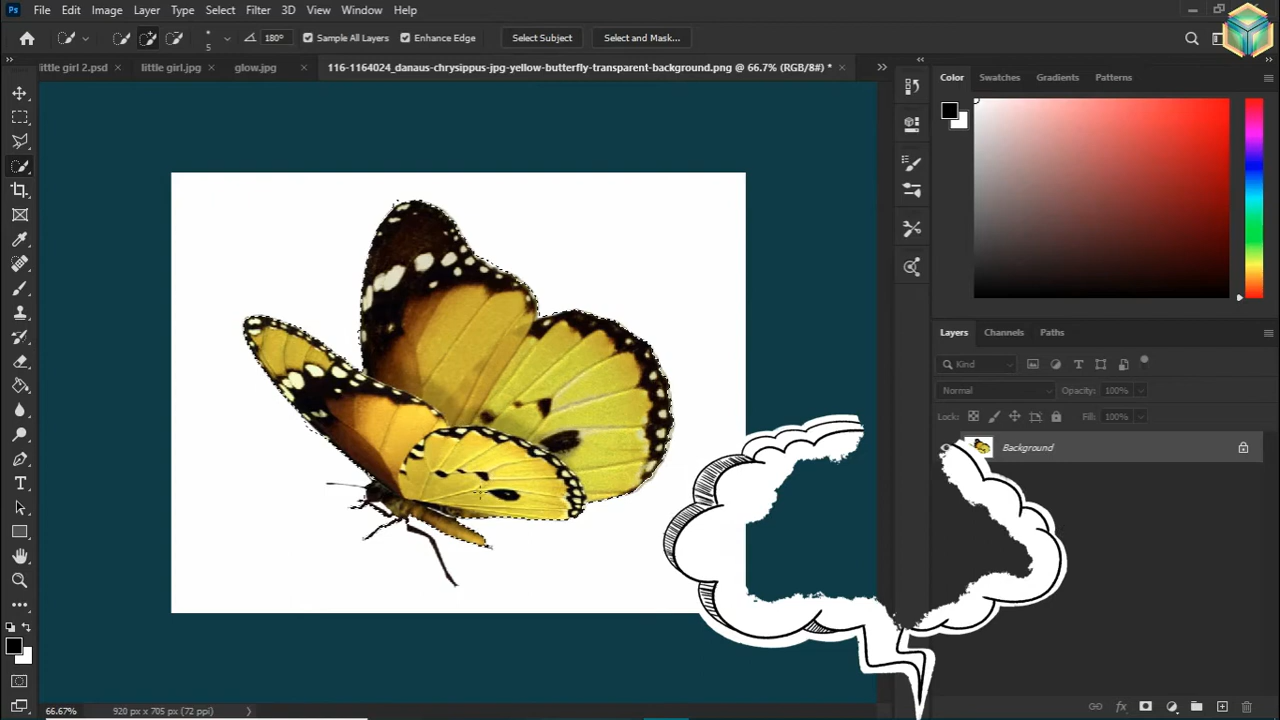 Ps File Edit Image Layer Type Select Filter 3D View Window Help
5 180° Sample All Layers Enhance Edge Select Subject Select and Mask...
little girl 2.psd × little girl.jpg × glow.jpg × 116-1164024_danaus-chrysippus-jpg-yellow-butterfly-transparent-background.png @ 66.7% (RGB/8#) * ×
Color Swatches Gradients Patterns
Layers Channels Paths
Kind
Normal Opacity: 100%
Lock: Fill: 100%
Background
66.67% 920 px x 705 px (72 ppi)